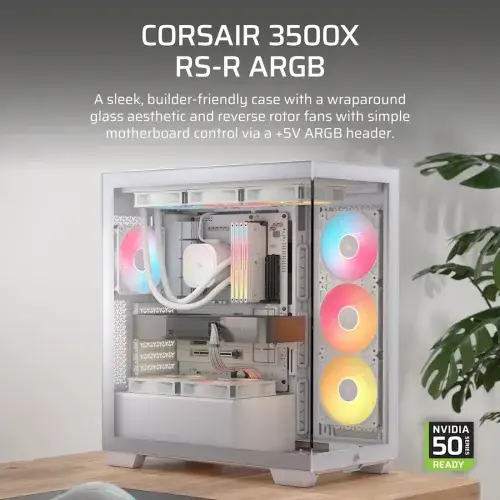 CORSAIR 3500X
RS-R ARGB
A sleek, builder-friendly case with a wraparound
glass aesthetic and reverse rotor fans with simple
motherboard control via a +5V ARGB header.
NVIDIA
50 SERIES
READY